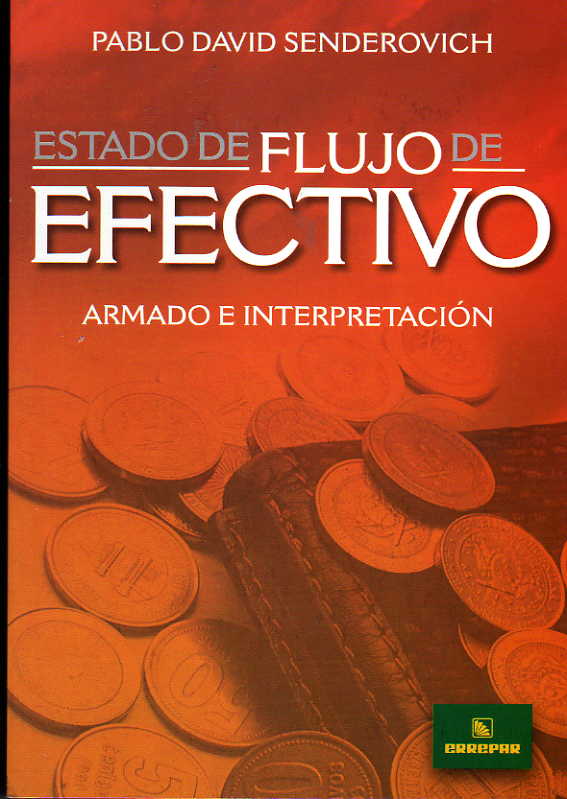 PABLO DAVID SENDEROVICH
ESTADO DE FLUJO DE
EFECTIVO
ARMADO E INTERPRETACIÓN
ERREPAR